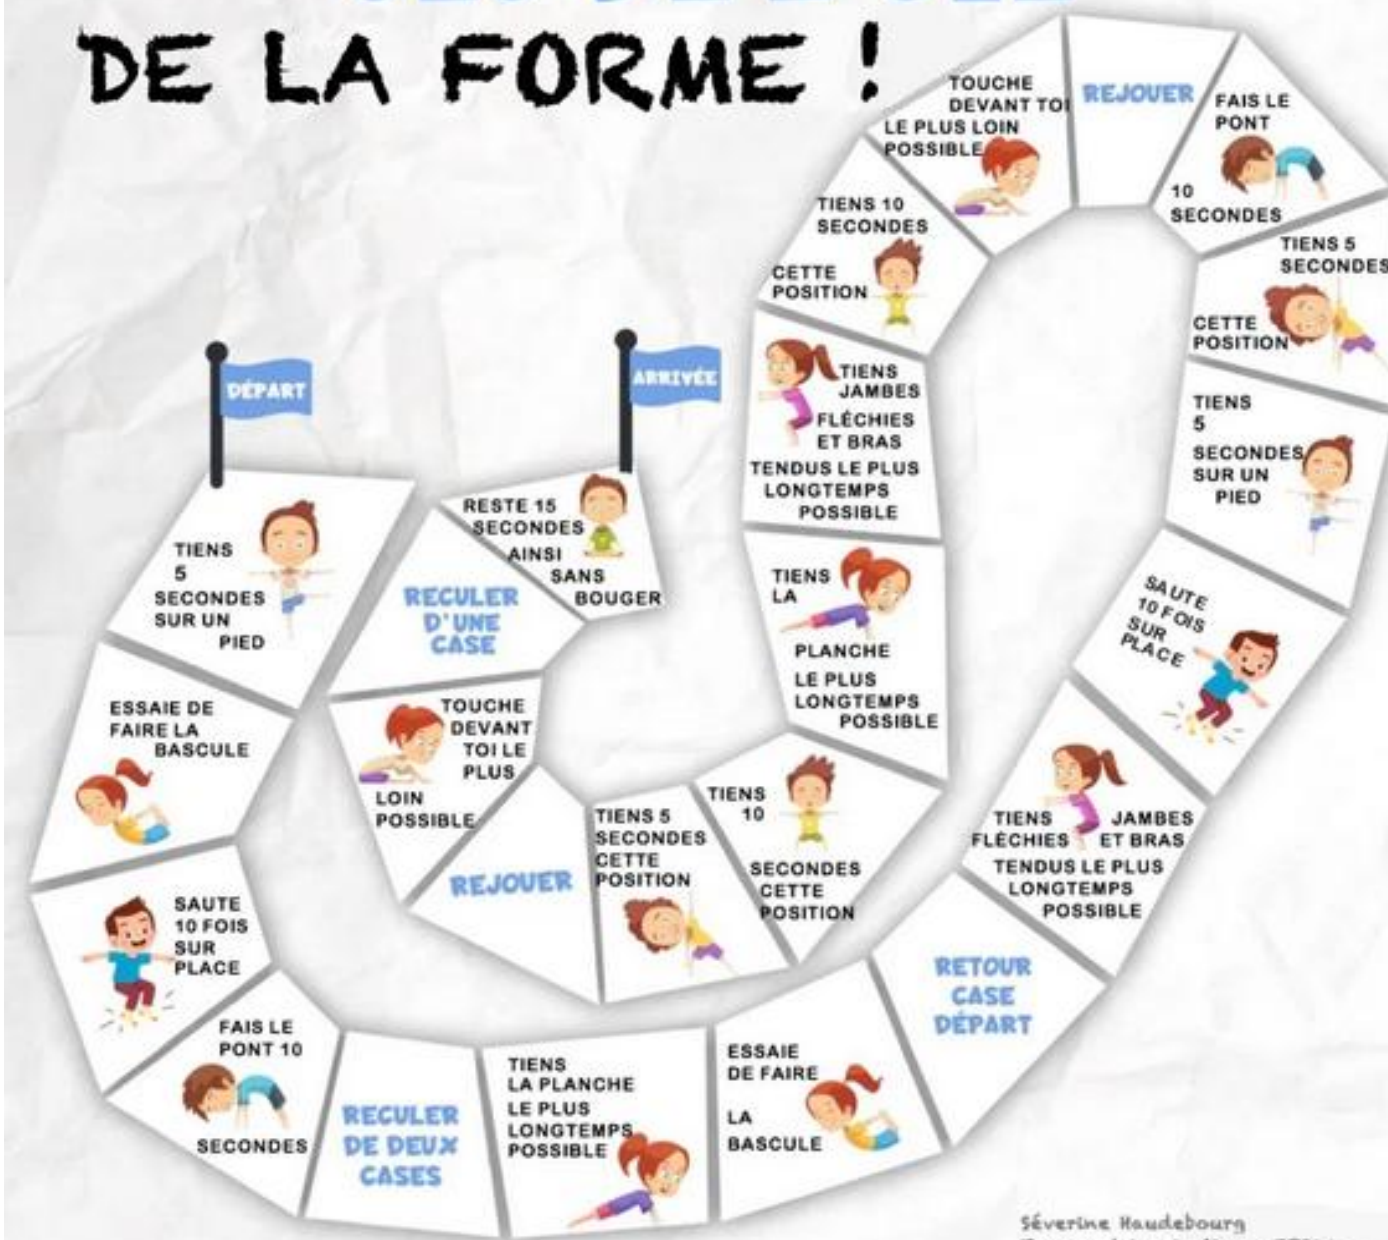 DE LA FORME !
DÉPART
TIENS
5
SECONDES
SUR UN
PIED
ESSAIE DE
FAIRE LA
BASCULE
SAUTE
10 FOIS
SUR
PLACE
FAIS LE
PONT 10
SECONDES
RECULER
DE DEUX
CASES
TIENS
LA PLANCHE
LE PLUS
LONGTEMPS
POSSIBLE
ESSAIE
DE FAIRE
LA
BASCULE
RETOUR
CASE
DÉPART
TIENS JAMBES
FLÉCHIES ET BRAS
TENDUS LE PLUS
LONGTEMPS
POSSIBLE
SAUTE
10 FOIS
SUR
PLACE
TIENS
5
SECONDES
SUR UN
PIED
TIENS 5
SECONDES
CETTE
POSITION
FAIS LE
PONT
10
SECONDES
REJOUER
TOUCHE
DEVANT TOI
LE PLUS LOIN
POSSIBLE
TIENS 10
SECONDES
CETTE
POSITION
TIENS
JAMBES
FLÉCHIES
ET BRAS
TENDUS LE PLUS
LONGTEMPS
POSSIBLE
TIENS
LA
PLANCHE
LE PLUS
LONGTEMPS
POSSIBLE
TIENS
10
SECONDES
CETTE
POSITION
TIENS 5
SECONDES
CETTE
POSITION
REJOUER
TOUCHE
DEVANT
TOI LE
PLUS
LOIN
POSSIBLE
RECULER
D'UNE
CASE
RESTE 15
SECONDES
AINSI
SANS
BOUGER
ARRIVÉE
Séverine Haudebourg